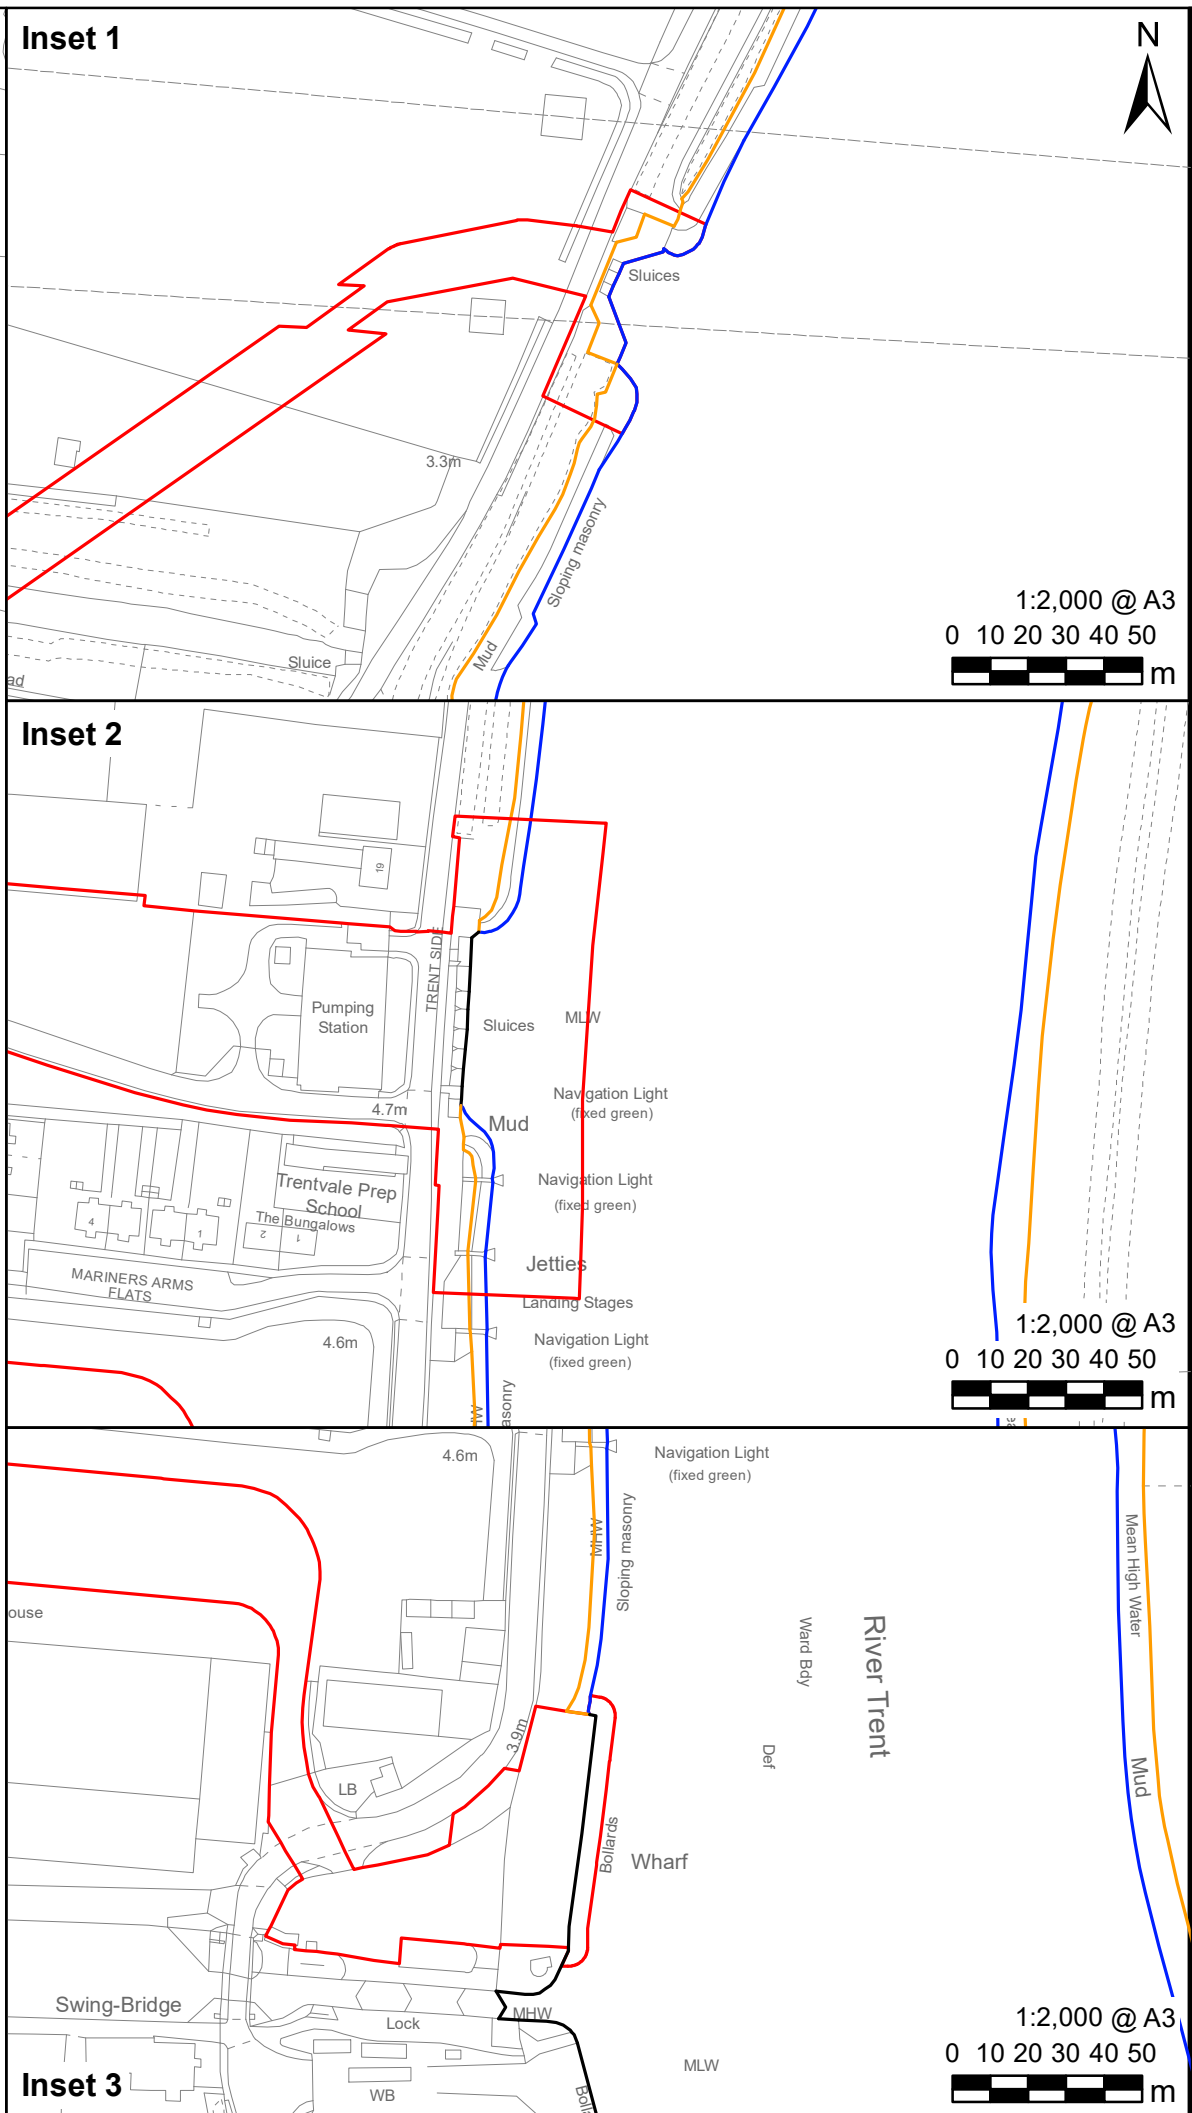 Inset 1
N
Sluices
3.3m
Sloping masonry
Mud
Sluice
ad
1:2,000 @ A3
0 10 20 30 40 50
m
Inset 2
19
TRENT SIDE
Pumping
Station
Sluices
MLW
Navigation Light
(fixed green)
4.7m
Mud
Navigation Light
(fixed green)
Trentvale Prep
School
The Bungalows
4
1
2
1
Jetties
MARINERS ARMS
FLATS
Landing Stages
4.6m
Navigation Light
(fixed green)
asonry
1:2,000 @ A3
0 10 20 30 40 50
m
4.6m
Navigation Light
(fixed green)
MHW
Sloping masonry
Mean High Water
ouse
Ward Bdy
River Trent
3.9m
Def
Mud
LB
Bollards
Wharf
Swing-Bridge
Lock
MHW
MLW
WB
Bolla
1:2,000 @ A3
0 10 20 30 40 50
m
Inset 3